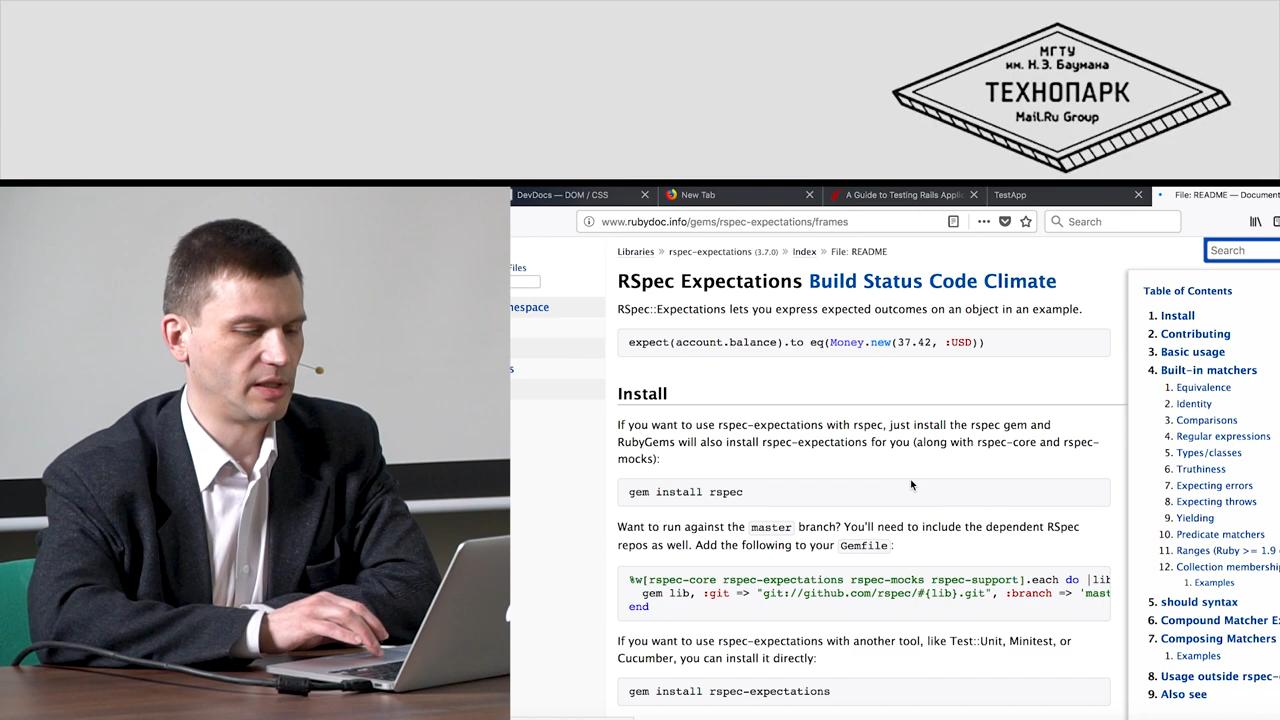 МГТУ
им. Н.Э. Баумана
ТЕХНОПАРК
Mail.Ru Group
DevDocs — DOM / CSS
New Tab
A Guide to Testing Rails Applic
TestApp
File: README — Document
www.rubydoc.info/gems/rspec-expectations/frames
Search
Libraries » rspec-expectations (3.7.0) » Index » File: README
Search
Files
mespace
s
RSpec Expectations Build Status Code Climate
RSpec::Expectations lets you express expected outcomes on an object in an example.
expect(account.balance).to eq(Money.new(37.42, :USD))
Install
If you want to use rspec-expectations with rspec, just install the rspec gem and
RubyGems will also install rspec-expectations for you (along with rspec-core and rspec-
mocks):
gem install rspec
Want to run against the master branch? You'll need to include the dependent RSpec
repos as well. Add the following to your Gemfile:
%w[rspec-core rspec-expectations rspec-mocks rspec-support].each do |lib
gem lib, :git => "git://github.com/rspec/#{lib}.git", :branch => 'mast
end
If you want to use rspec-expectations with another tool, like Test::Unit, Minitest, or
Cucumber, you can install it directly:
gem install rspec-expectations
Table of Contents
1. Install
2. Contributing
3. Basic usage
4. Built-in matchers
1. Equivalence
2. Identity
3. Comparisons
4. Regular expressions
5. Types/classes
6. Truthiness
7. Expecting errors
8. Expecting throws
9. Yielding
10. Predicate matchers
11. Ranges (Ruby >= 1.9
12. Collection membership
1. Examples
5. should syntax
6. Compound Matcher Ex
7. Composing Matchers
1. Examples
8. Usage outside rspec-c
9. Also see